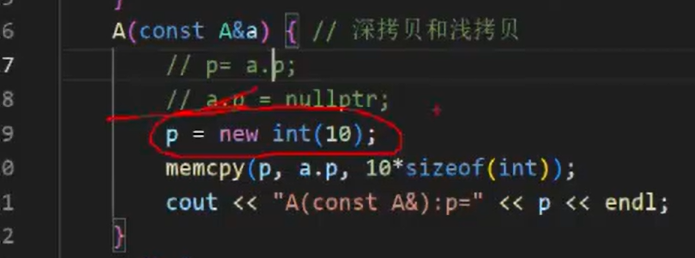 6 A(const A&a) { // 深拷贝和浅拷贝
7 // p= a.p;
8 // a.p = nullptr;
9 p = new int(10);
0 memcpy(p, a.p, 10*sizeof(int));
1 cout << "A(const A&):p=" << p << endl;
2 }